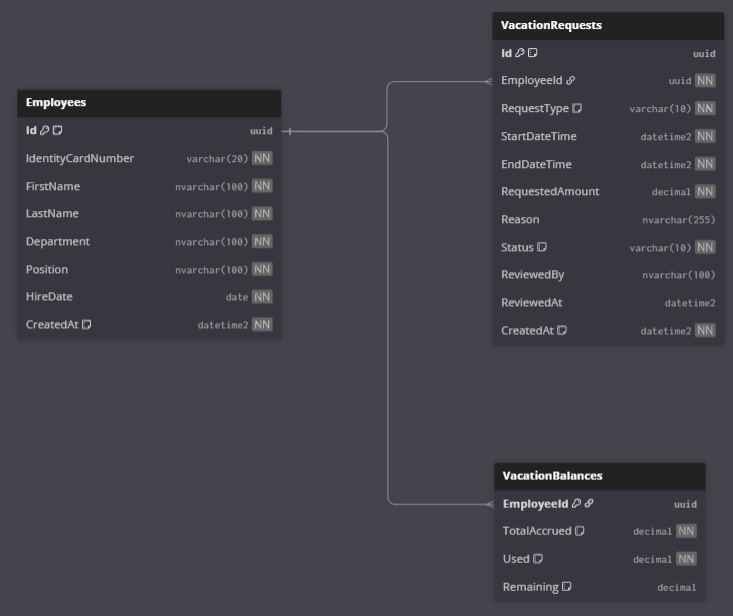 Employees
Id uuid
IdentityCardNumber varchar(20) NN
FirstName nvarchar(100) NN
LastName nvarchar(100) NN
Department nvarchar(100) NN
Position nvarchar(100) NN
HireDate date NN
CreatedAt datetime2 NN
VacationRequests
Id uuid
EmployeeId uuid NN
RequestType varchar(10) NN
StartDateTime datetime2 NN
EndDateTime datetime2 NN
RequestedAmount decimal NN
Reason nvarchar(255)
Status varchar(10) NN
ReviewedBy nvarchar(100)
ReviewedAt datetime2
CreatedAt datetime2 NN
VacationBalances
EmployeeId uuid
TotalAccrued decimal NN
Used decimal NN
Remaining decimal